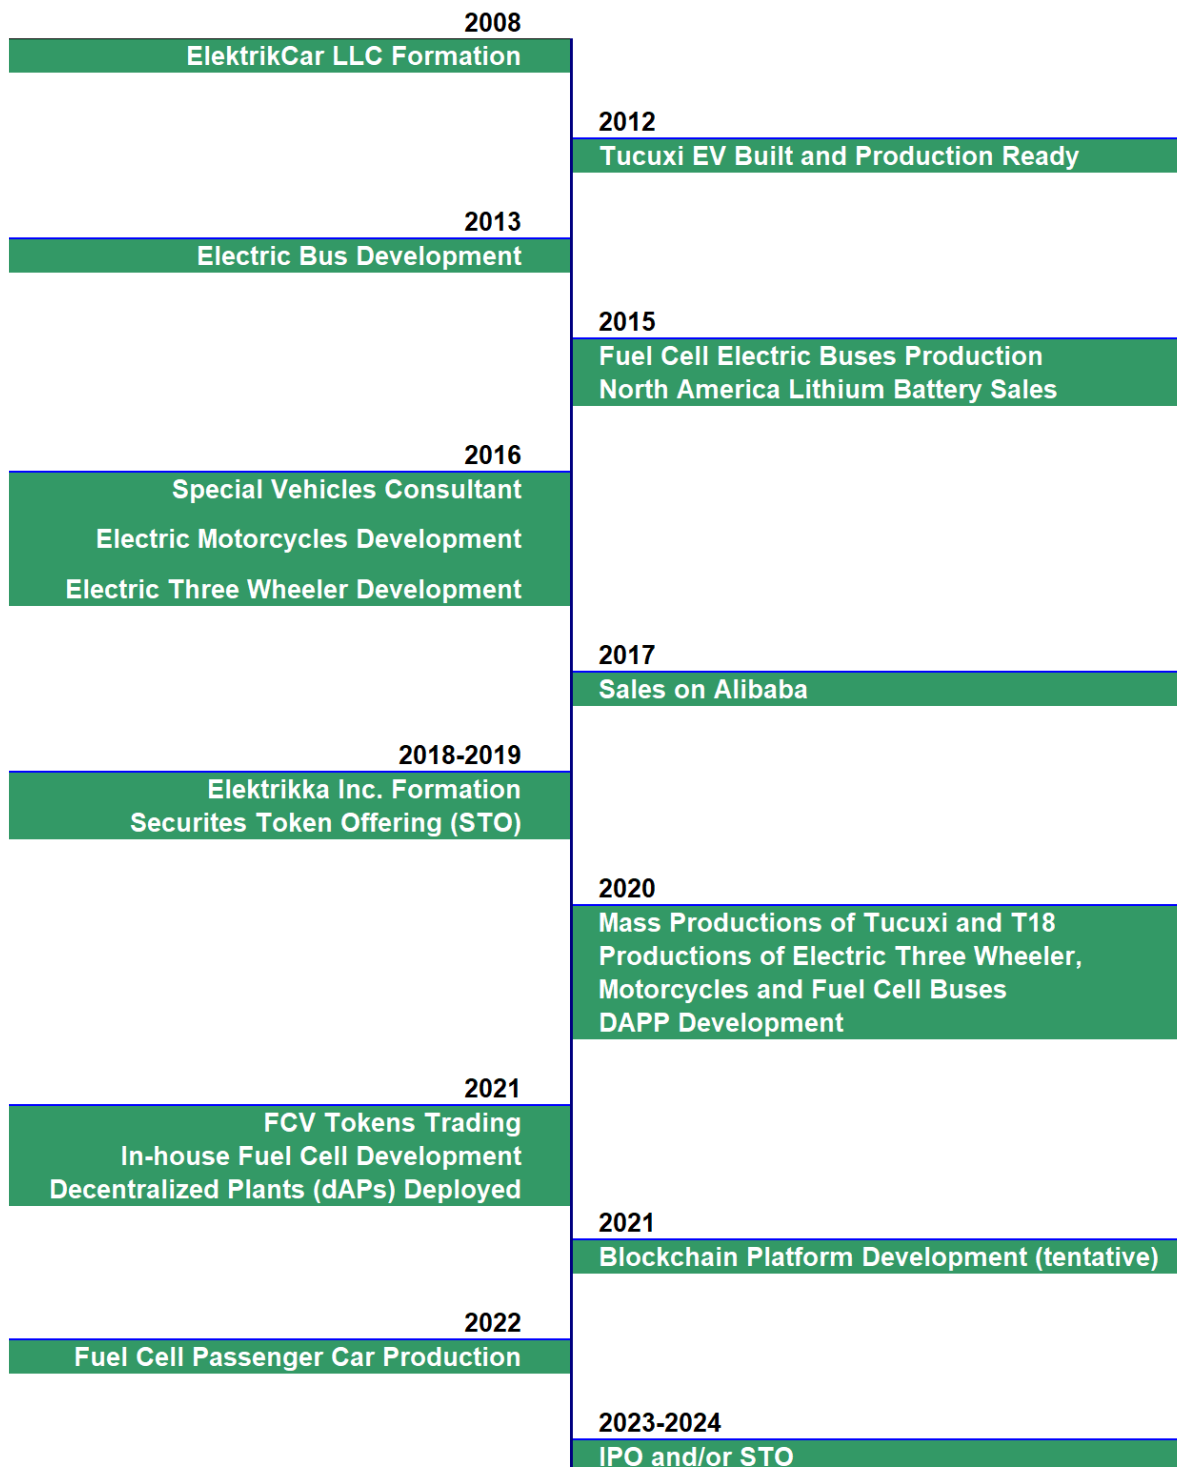 2008
ElektrikCar LLC Formation
2012
Tucuxi EV Built and Production Ready
2013
Electric Bus Development
2015
Fuel Cell Electric Buses Production
North America Lithium Battery Sales
2016
Special Vehicles Consultant
Electric Motorcycles Development
Electric Three Wheeler Development
2017
Sales on Alibaba
2018-2019
Elektrikka Inc. Formation
Securites Token Offering (STO)
2020
Mass Productions of Tucuxi and T18
Productions of Electric Three Wheeler,
Motorcycles and Fuel Cell Buses
DAPP Development
2021
FCV Tokens Trading
In-house Fuel Cell Development
Decentralized Plants (dAPs) Deployed
2021
Blockchain Platform Development (tentative)
2022
Fuel Cell Passenger Car Production
2023-2024
IPO and/or STO